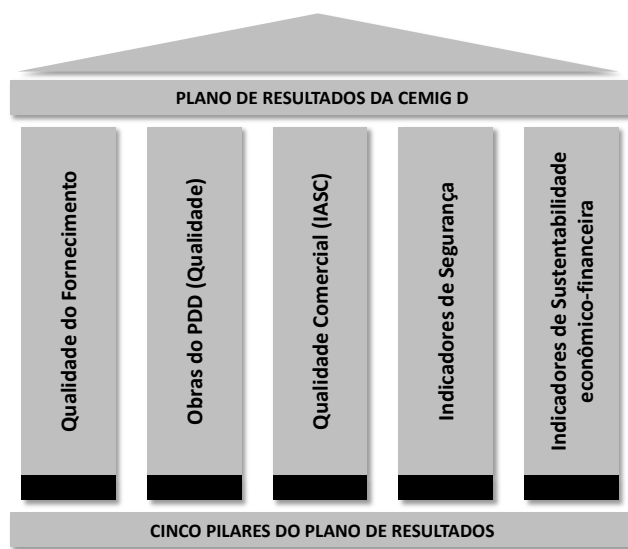 PLANO DE RESULTADOS DA CEMIG D
Qualidade do Fornecimento
Obras do PDD (Qualidade)
Qualidade Comercial (IASC)
Indicadores de Segurança
Indicadores de Sustentabilidade
econômico-financeira
CINCO PILARES DO PLANO DE RESULTADOS